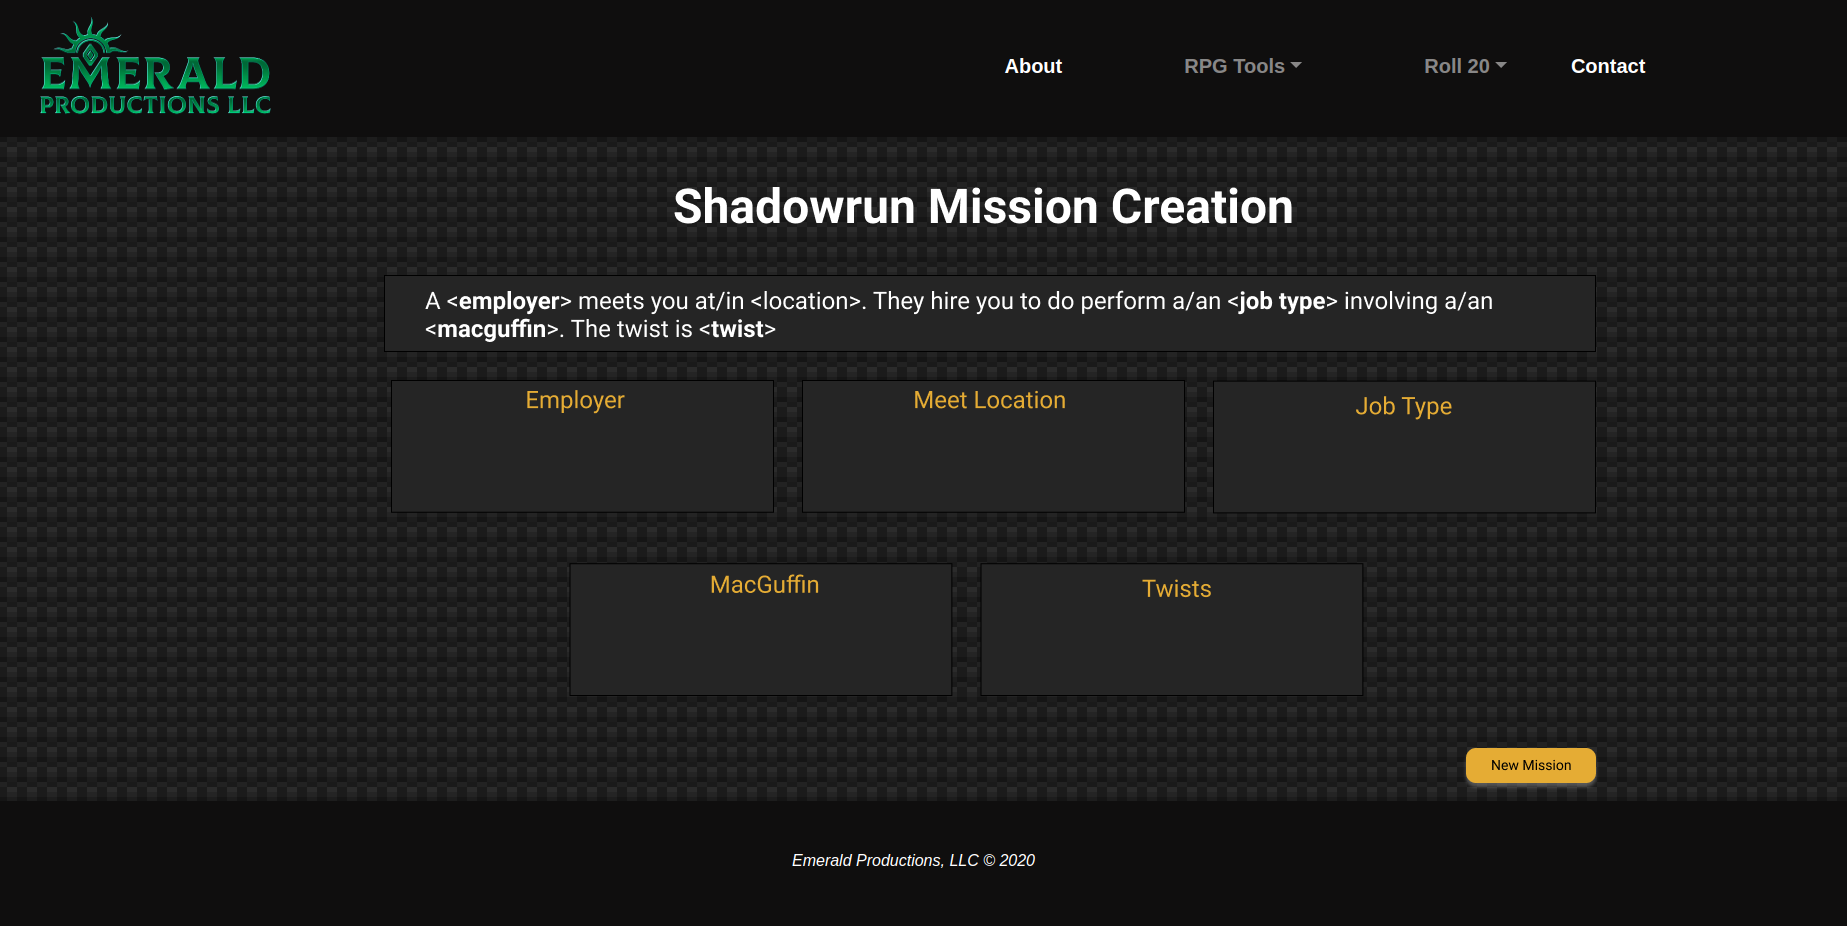 EMERALD
PRODUCTIONS LLC
About
RPG Tools
Roll 20
Contact
Shadowrun Mission Creation
A <employer> meets you at/in <location>. They hire you to do perform a/an <job type> involving a/an
<macguffin>. The twist is <twist>
Employer
Meet Location
Job Type
MacGuffin
Twists
New Mission
Emerald Productions, LLC © 2020